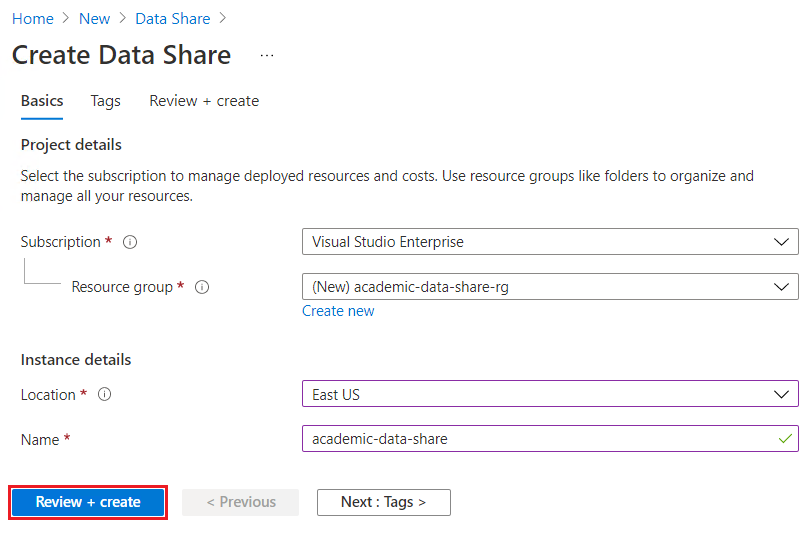 Home > New > Data Share >
Create Data Share ...
Basics Tags Review + create
Project details
Select the subscription to manage deployed resources and costs. Use resource groups like folders to organize and
manage all your resources.
Subscription * Visual Studio Enterprise
Resource group * (New) academic-data-share-rg
Create new
Instance details
Location * East US
Name * academic-data-share
Review + create < Previous Next : Tags >